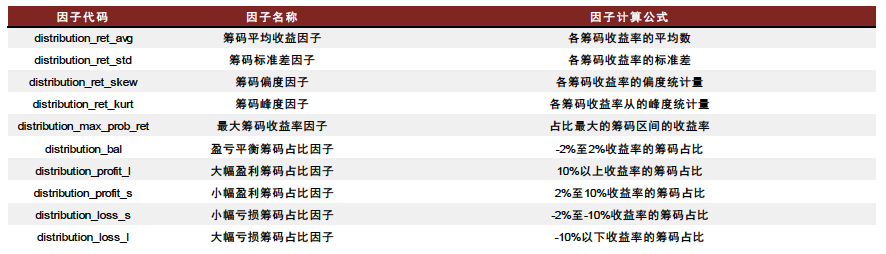 因子代码 因子名称 因子计算公式
distribution_ret_avg 筹码平均收益因子 各筹码收益率的平均数
distribution_ret_std 筹码标准差因子 各筹码收益率的标准差
distribution_ret_skew 筹码偏度因子 各筹码收益率的偏度统计量
distribution_ret_kurt 筹码峰度因子 各筹码收益率从的峰度统计量
distribution_max_prob_ret 最大筹码收益率因子 占比最大的筹码区间的收益率
distribution_bal 盈亏平衡筹码占比因子 -2%至2%收益率的筹码占比
distribution_profit_l 大幅盈利筹码占比因子 10%以上收益率的筹码占比
distribution_profit_s 小幅盈利筹码占比因子 2%至10%收益率的筹码占比
distribution_loss_s 小幅亏损筹码占比因子 -2%至-10%收益率的筹码占比
distribution_loss_l 大幅亏损筹码占比因子 -10%以下收益率的筹码占比